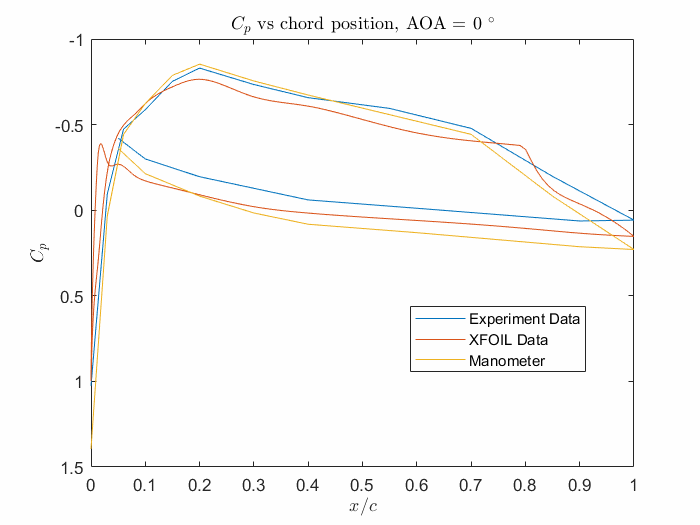 C_p vs chord position, AOA = 0 °
-1
-0.5
0
0.5
1
1.5
C_p
Experiment Data
XFOIL Data
Manometer
0 0.1 0.2 0.3 0.4 0.5 0.6 0.7 0.8 0.9 1
x/c